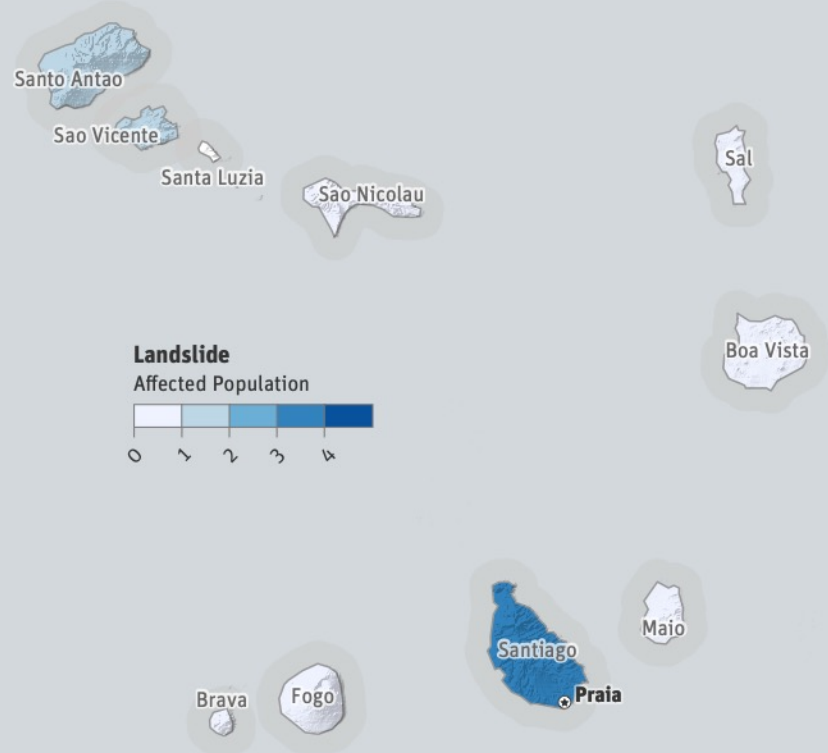 Santo Antao
Sao Vicente
Santa Luzia
Sao Nicolau
Sal
Boa Vista
Landslide
Affected Population
0 1 2 3 4
Maio
Santiago
Praia
Fogo
Brava